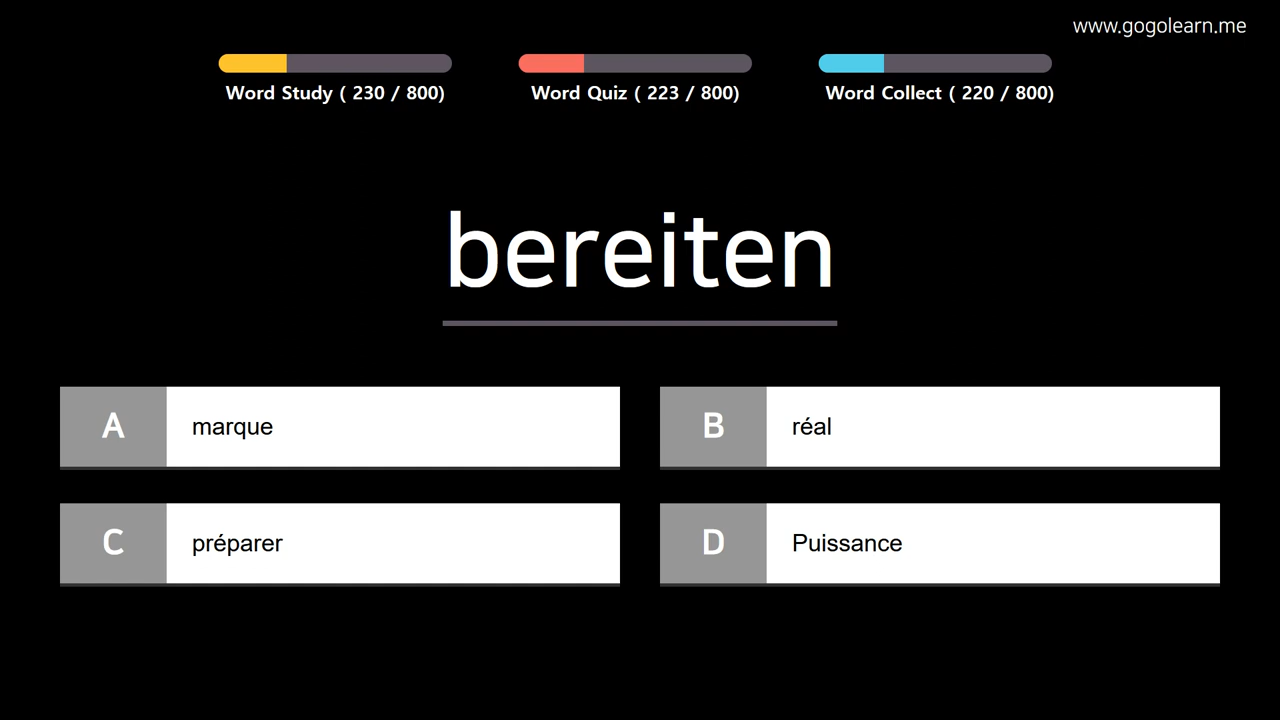 www.gogolearn.me
Word Study ( 230 / 800)
Word Quiz ( 223 / 800)
Word Collect ( 220 / 800)
bereiten
A marque
B réal
C préparer
D Puissance